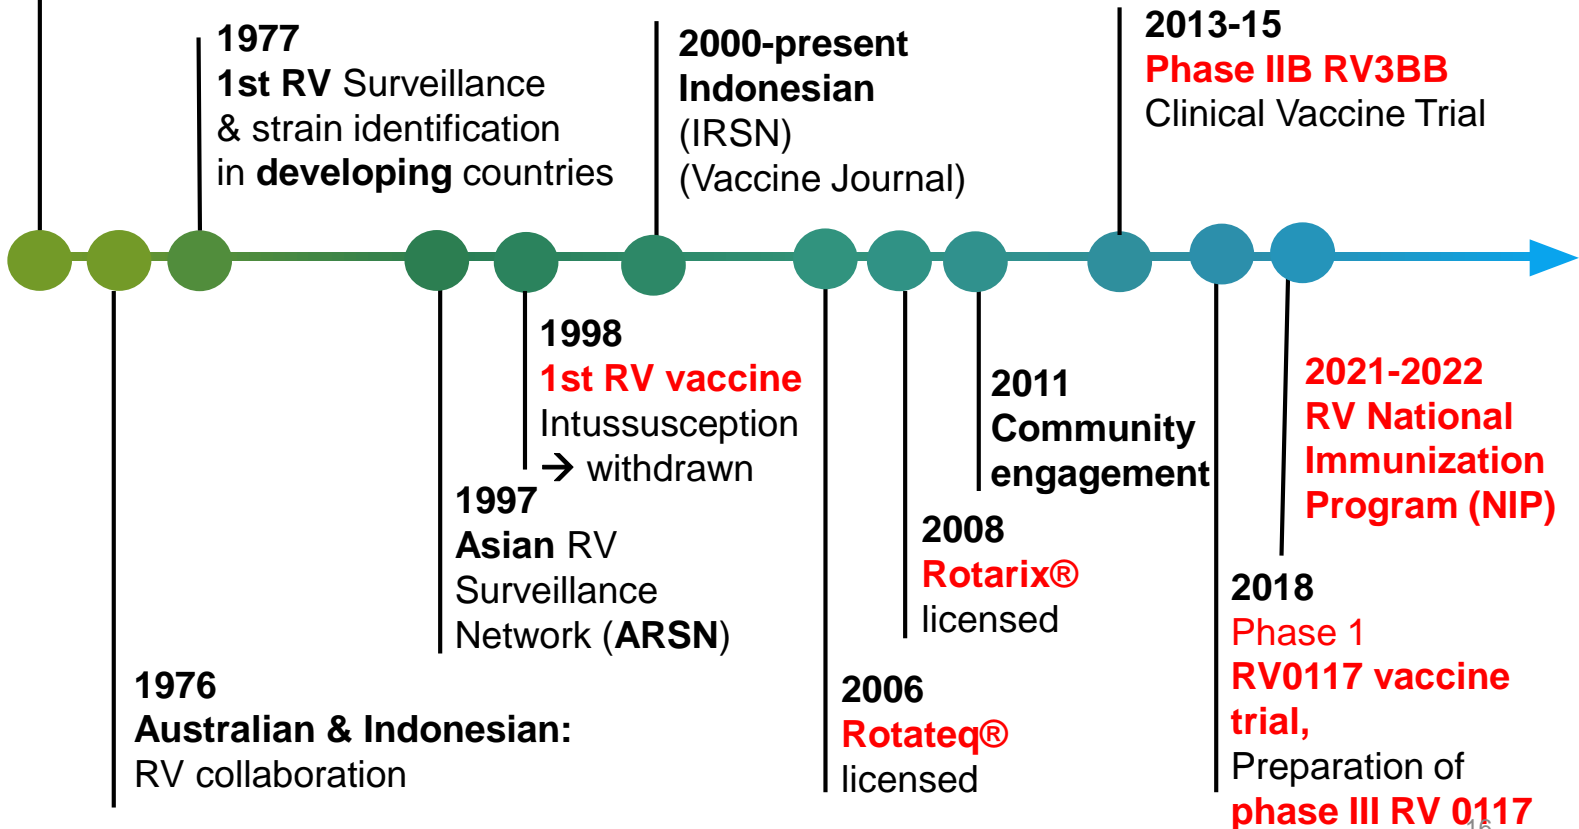 1977
1st RV Surveillance
& strain identification
in developing countries
2000-present
Indonesian
(IRSN)
(Vaccine Journal)
2013-15
Phase IIB RV3BB
Clinical Vaccine Trial
1976
Australian & Indonesian:
RV collaboration
1997
Asian RV
Surveillance
Network (ARSN)
1998
1st RV vaccine
Intussusception
→ withdrawn
2006
Rotateq®
licensed
2008
Rotarix®
licensed
2011
Community
engagement
2018
Phase 1
RV0117 vaccine
trial,
Preparation of
phase III RV 0117
2021-2022
RV National
Immunization
Program (NIP)
16